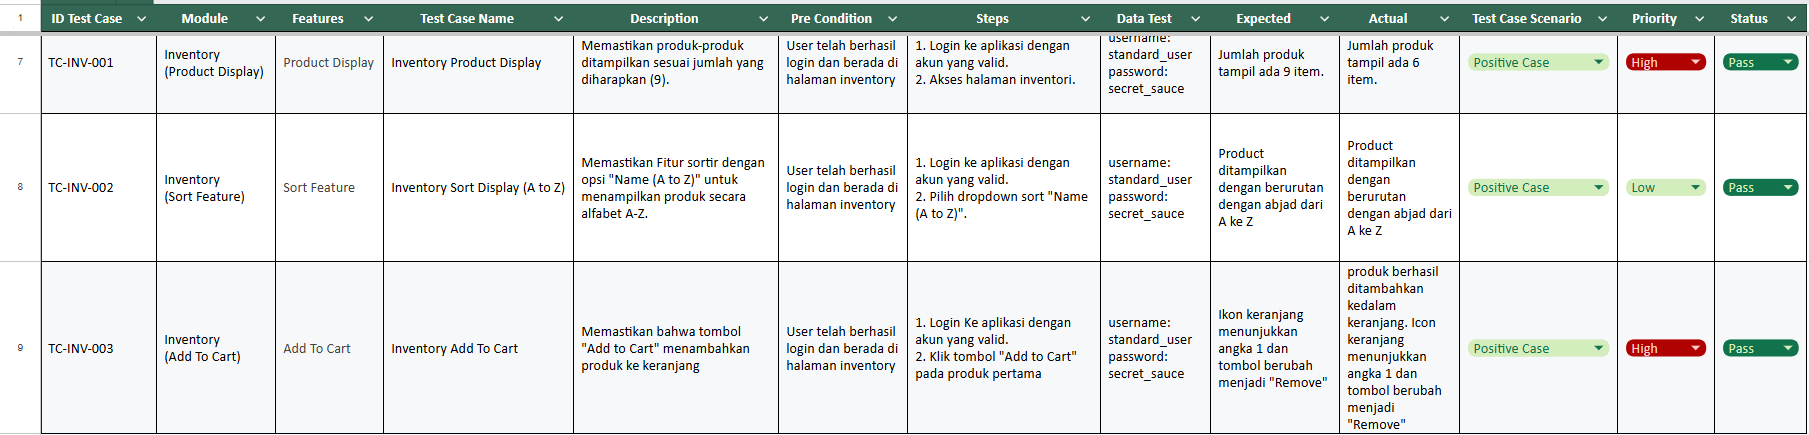 1 ID Test Case Module Features Test Case Name Description Pre Condition Steps Data Test Expected Actual Test Case Scenario Priority Status
7
TC-INV-001
Inventory
(Product Display)
Product Display
Inventory Product Display
Memastikan produk-produk
ditampilkan sesuai jumlah yang
diharapkan (9).
User telah berhasil
login dan berada di
halaman inventory
1. Login ke aplikasi dengan
akun yang valid.
2. Akses halaman inventori.
username:
standard_user
password:
secret_sauce
Jumlah produk
tampil ada 9 item.
Jumlah produk
tampil ada 6
item.
Positive Case
High
Pass
8
TC-INV-002
Inventory
(Sort Feature)
Sort Feature
Inventory Sort Display (A to Z)
Memastikan Fitur sortir dengan
opsi "Name (A to Z)" untuk
menampilkan produk secara
alfabet A-Z.
User telah berhasil
login dan berada di
halaman inventory
1. Login ke aplikasi dengan
akun yang valid.
2. Pilih dropdown sort "Name
(A to Z)".
username:
standard_user
password:
secret_sauce
Product
ditampilkan
dengan berurutan
dengan abjad dari
A ke Z
Product
ditampilkan
dengan
berurutan
dengan abjad dari
A ke Z
Positive Case
Low
Pass
9
TC-INV-003
Inventory
(Add To Cart)
Add To Cart
Inventory Add To Cart
Memastikan bahwa tombol
"Add to Cart" menambahkan
produk ke keranjang
User telah berhasil
login dan berada di
halaman inventory
1. Login Ke aplikasi dengan
akun yang valid.
2. Klik tombol "Add to Cart"
pada produk pertama
username:
standard_user
password:
secret_sauce
Ikon keranjang
menunjukkan
angka 1 dan
tombol berubah
menjadi "Remove"
produk berhasil
ditambahkan
kedalam
keranjang. Icon
keranjang
menunjukkan
angka 1 dan
tombol berubah
menjadi
"Remove"
Positive Case
High
Pass